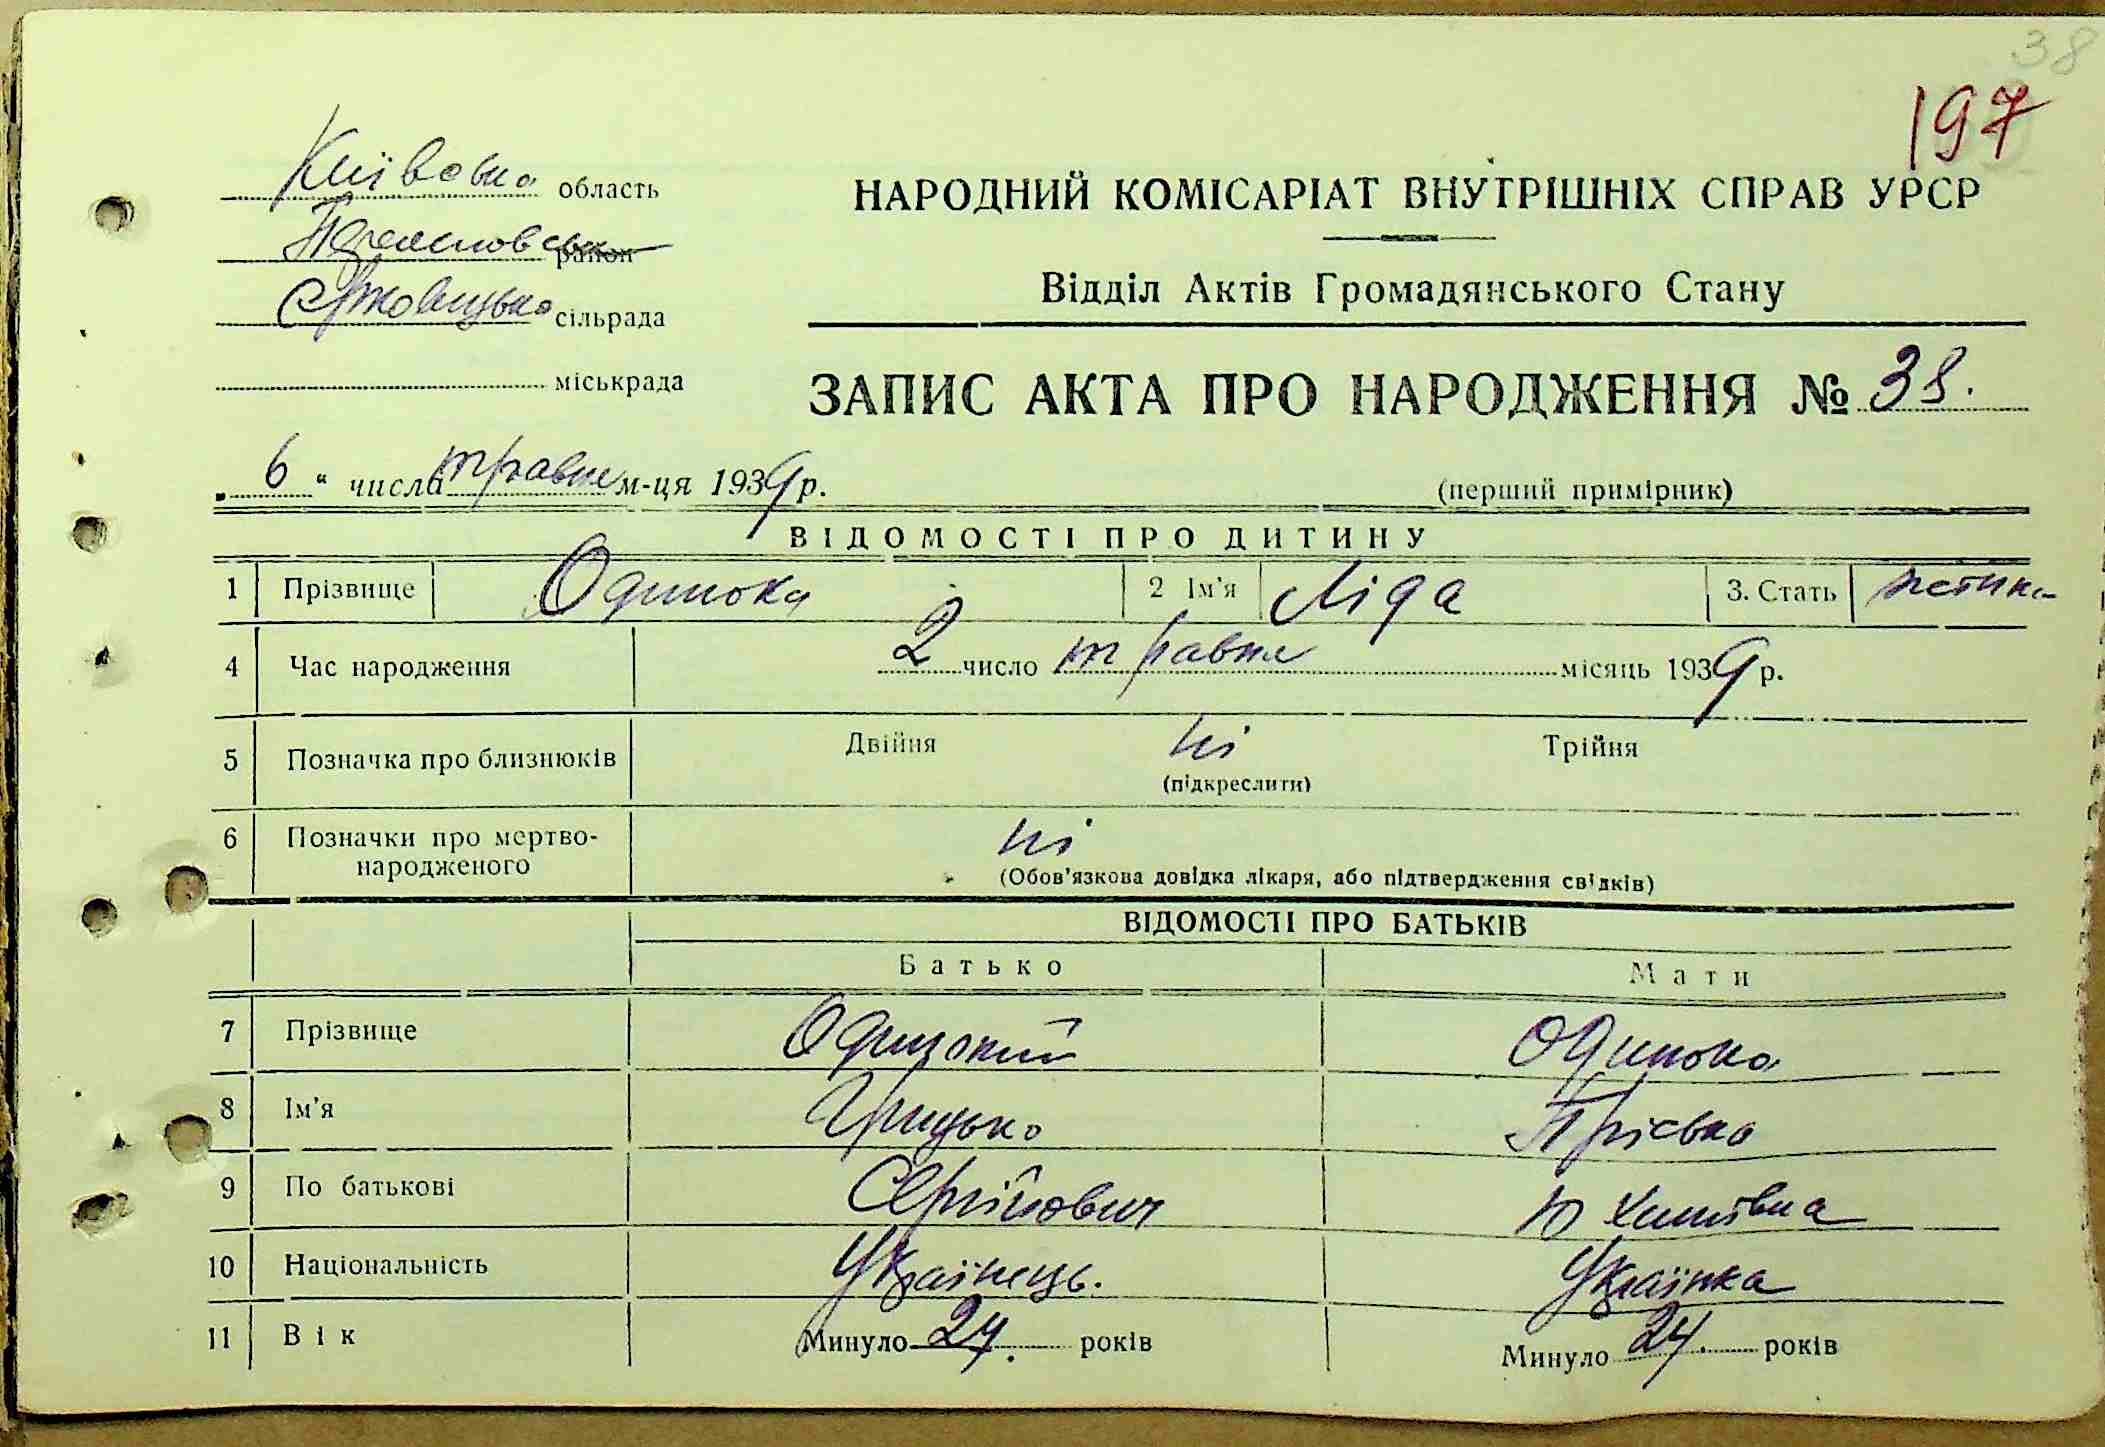 38
197
Київська область
район
сільрада
міськрада
НАРОДНИЙ КОМІСАРІАТ ВНУТРІШНІХ СПРАВ УРСР
Відділ Актів Громадянського Стану
ЗАПИС АКТА ПРО НАРОДЖЕННЯ № 38.
„ 6 “ числа травня м-ця 1939 р.
(перший примірник)
ВІДОМОСТІ ПРО ДИТИНУ
1 Прізвище Одинока 2 Ім'я Ліда 3. Стать
4 Час народження 2 число травня місяць 1939 р.
5 Позначка про близнюків Двійня ні Трійня
(підкреслити)
6 Позначки про мертво-
народженого ні
(Обов'язкова довідка лікаря, або підтвердження свідків)
ВІДОМОСТІ ПРО БАТЬКІВ
Батько Мати
7 Прізвище Одинокий Одинока
8 Ім'я Грицько Пріська
9 По батькові Сергійович Юхимівна
10 Національність Українець. Українка
11 Вік Минуло 24. років Минуло 24. років